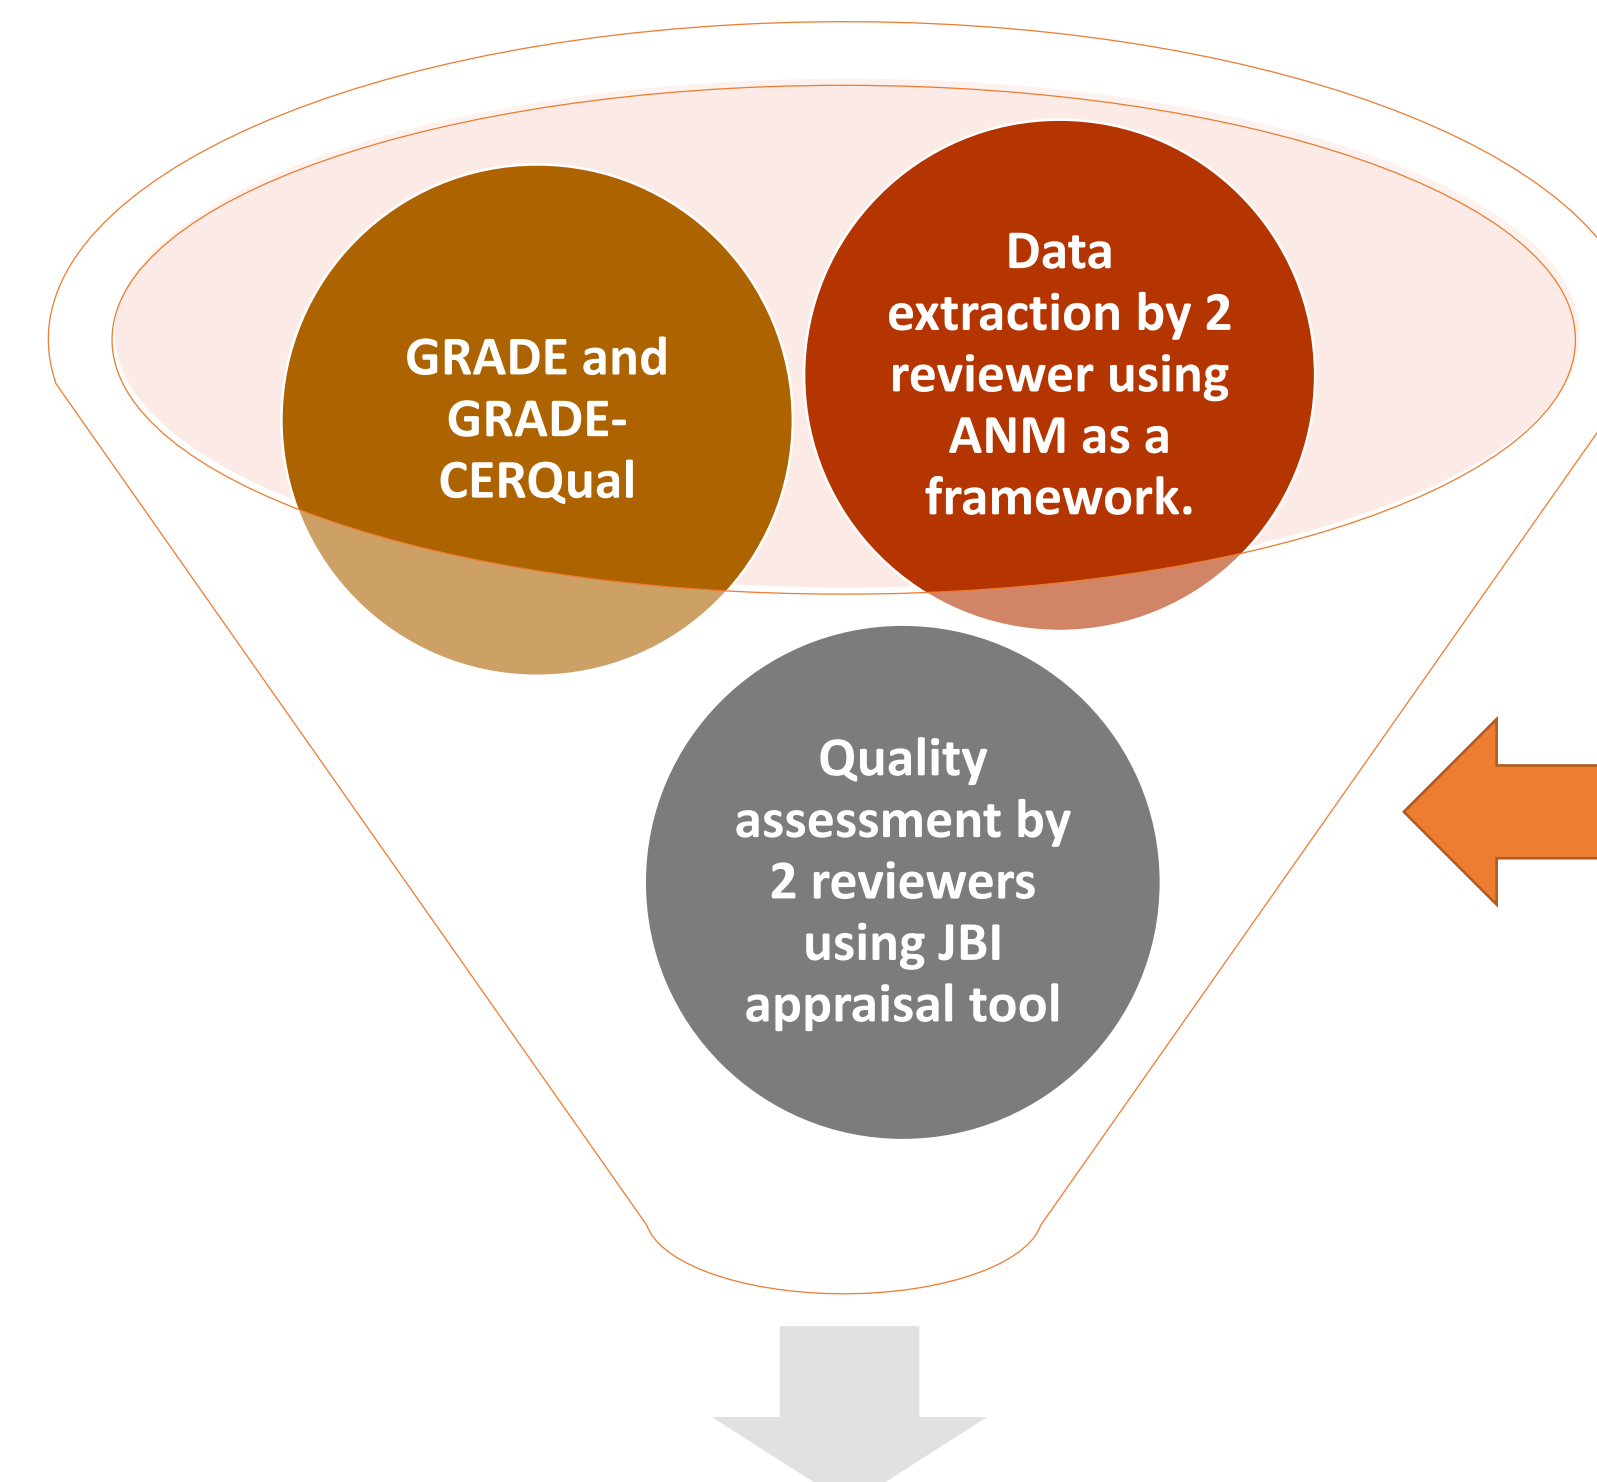 GRADE and
GRADE-
CERQual
Data
extraction by 2
reviewer using
ANM as a
framework.
Quality
assessment by
2 reviewers
using JBI
appraisal tool